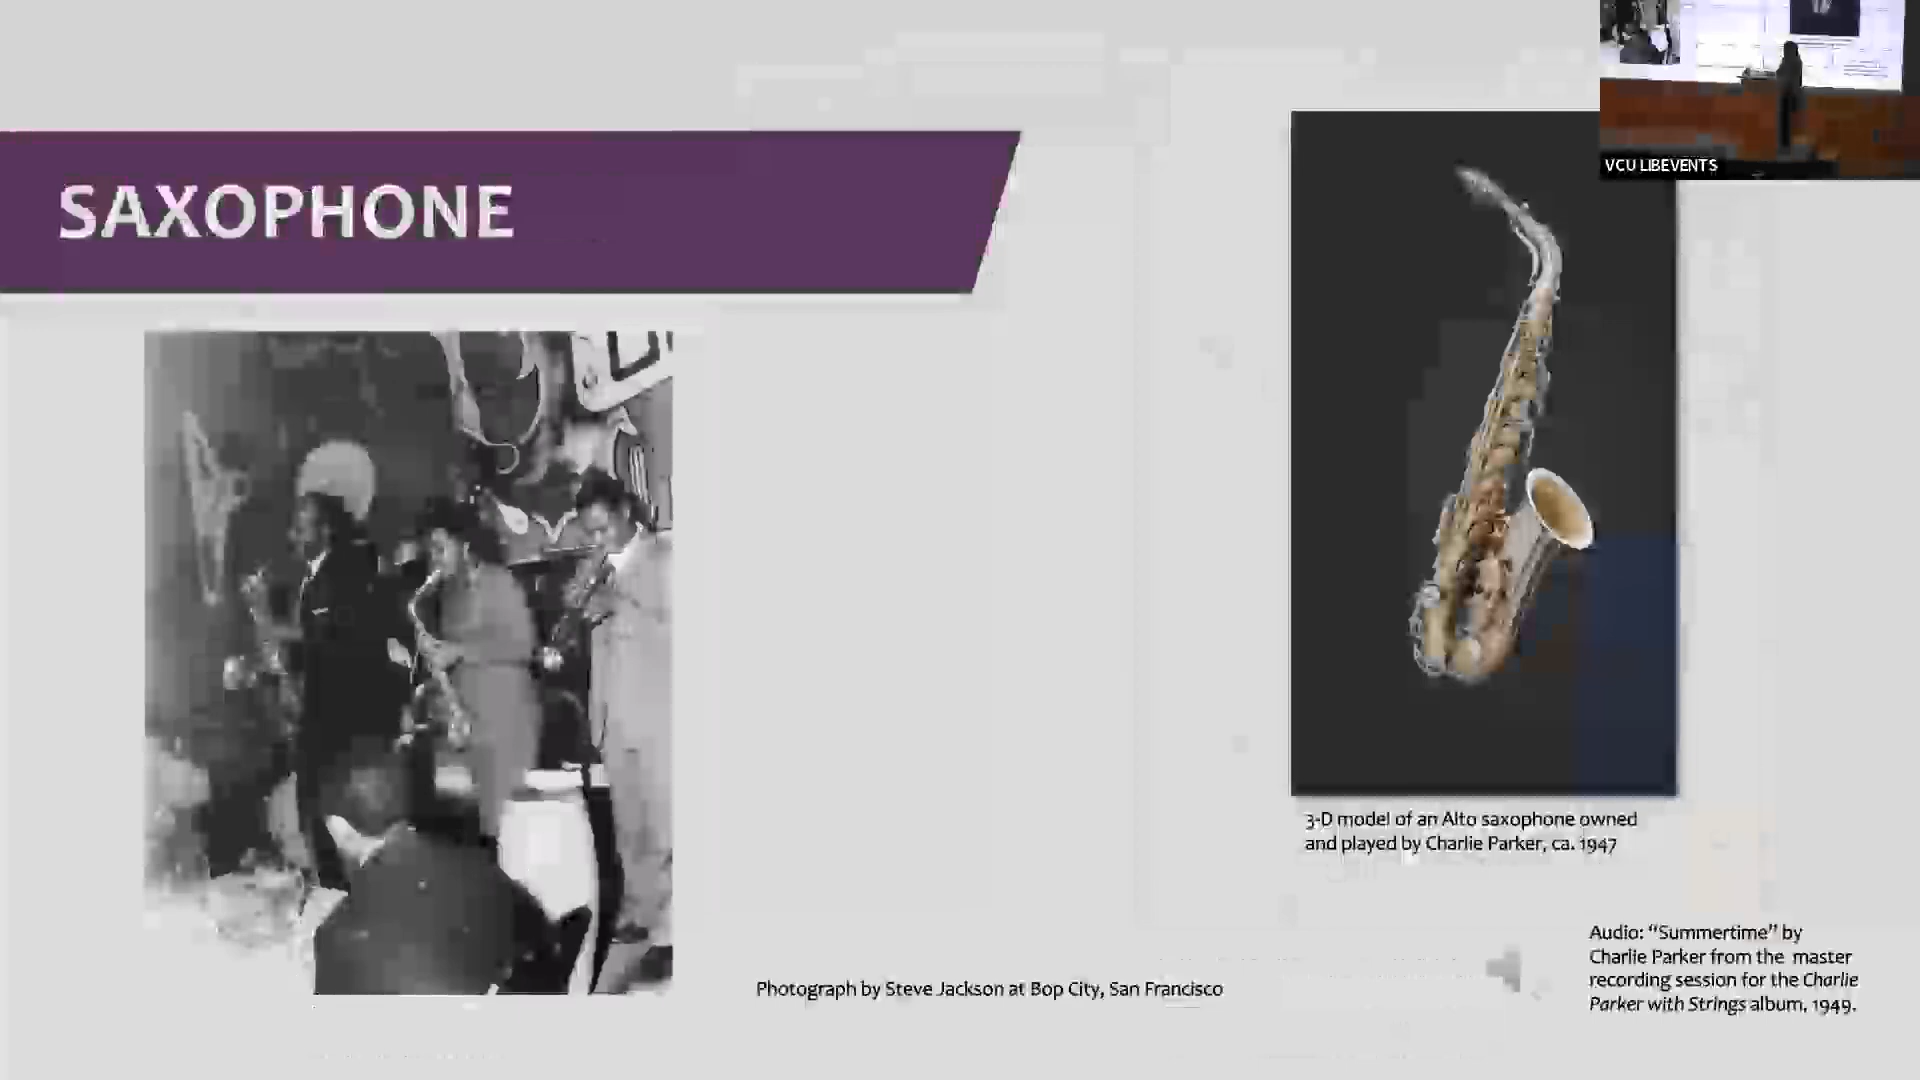 VCU LIBEVENTS
SAXOPHONE
3-D model of an Alto saxophone owned
and played by Charlie Parker, ca. 1947
Audio: “Summertime” by
Charlie Parker from the master
recording session for the Charlie
Parker with Strings album, 1949.
Photograph by Steve Jackson at Bop City, San Francisco